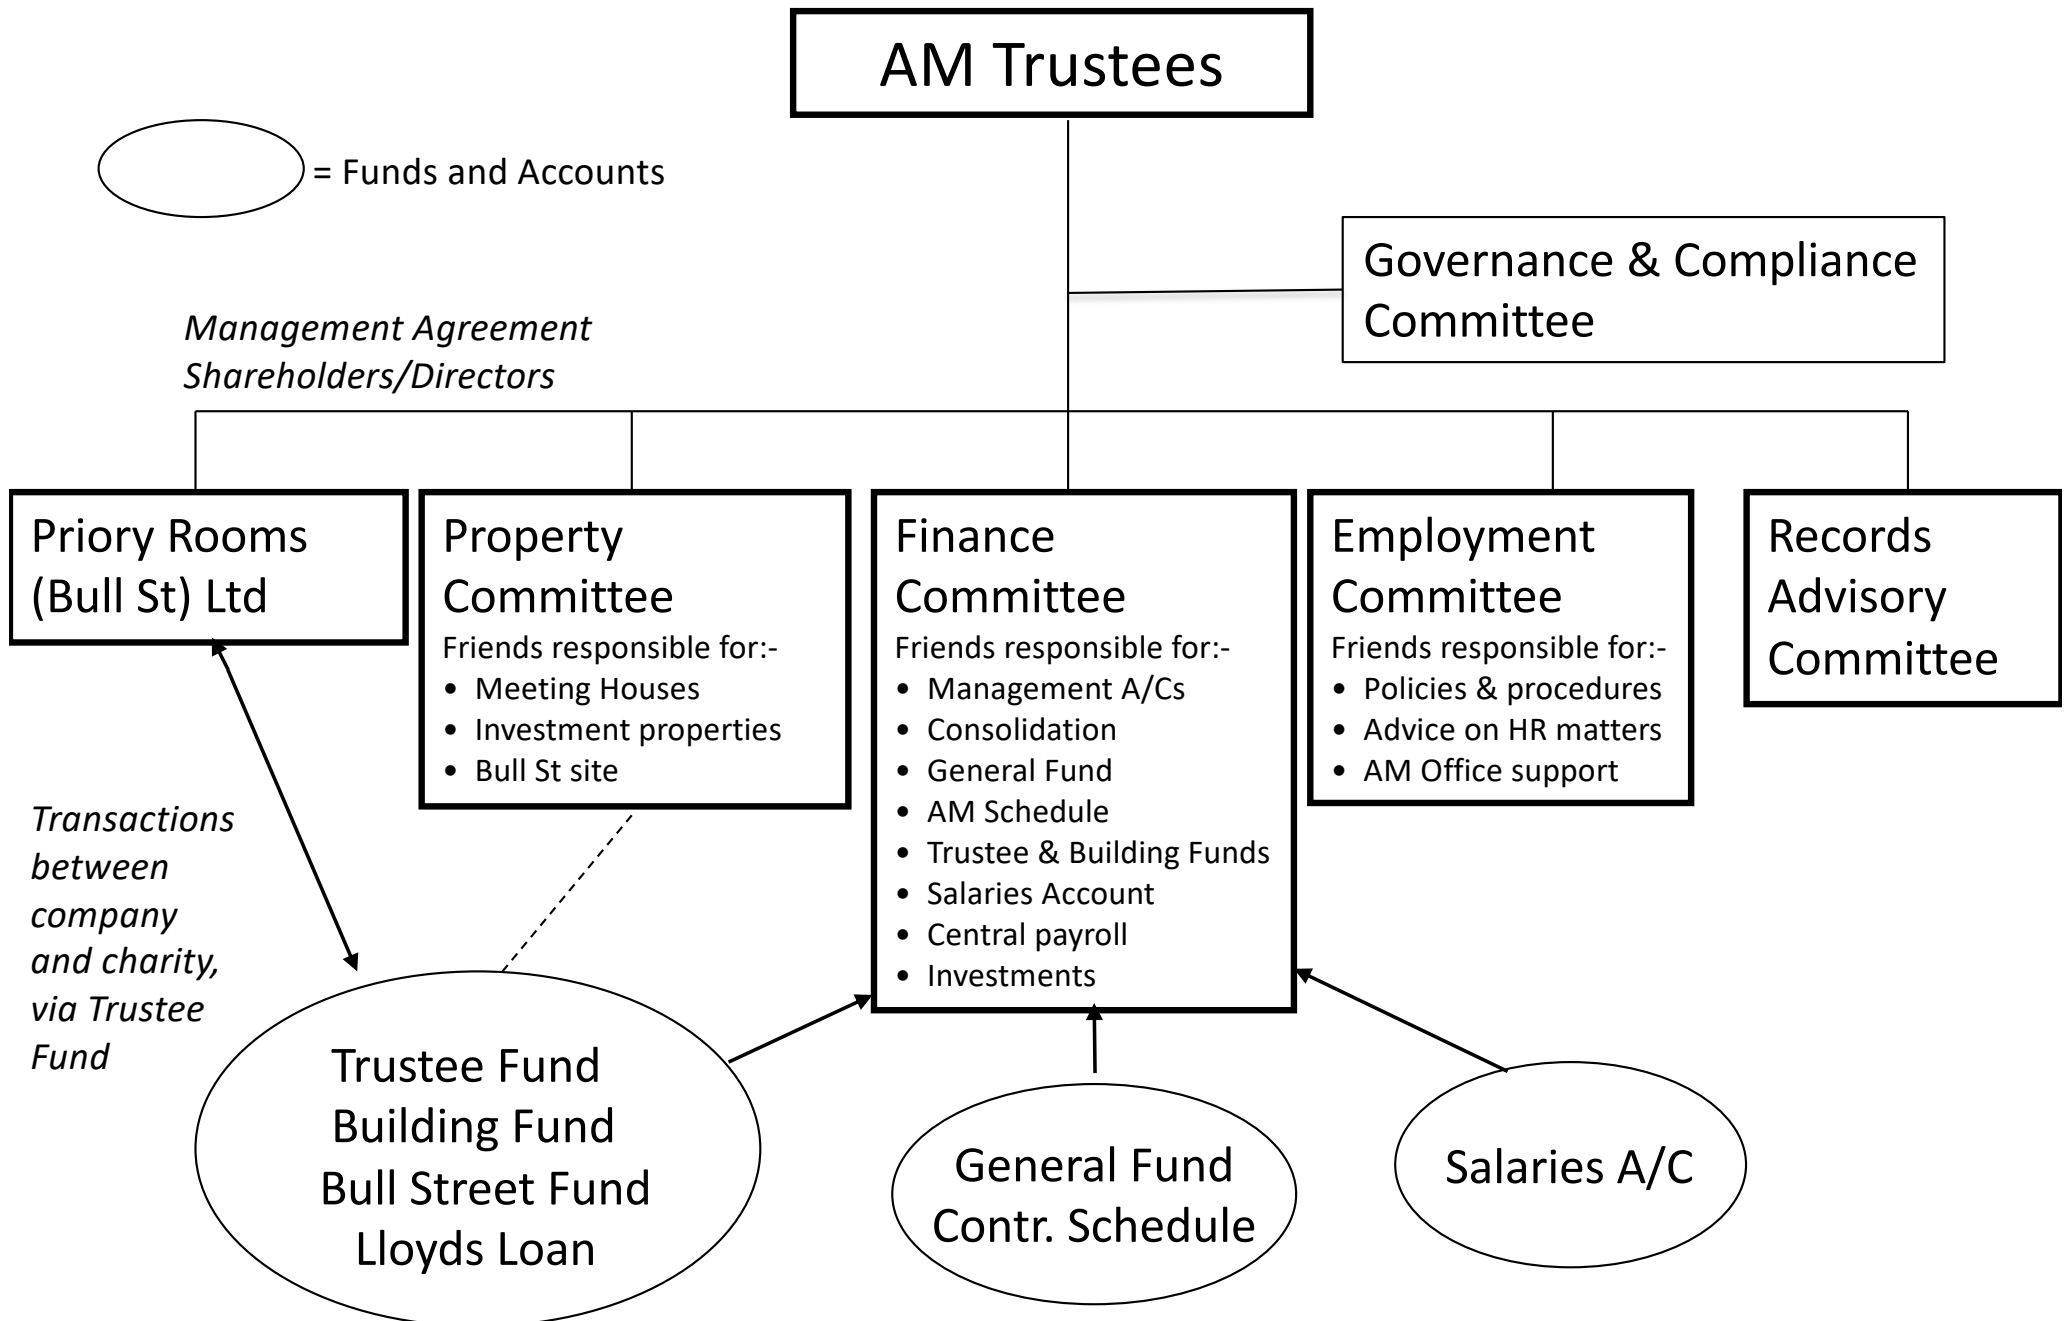 AM Trustees
= Funds and Accounts
Governance & Compliance
Committee
Management Agreement
Shareholders/Directors
Priory Rooms
(Bull St) Ltd
Property
Committee
Friends responsible for:-
• Meeting Houses
• Investment properties
• Bull St site
Finance
Committee
Friends responsible for:-
• Management A/Cs
• Consolidation
• General Fund
• AM Schedule
• Trustee & Building Funds
• Salaries Account
• Central payroll
• Investments
Employment
Committee
Friends responsible for:-
• Policies & procedures
• Advice on HR matters
• AM Office support
Records
Advisory
Committee
Transactions
between
company
and charity,
via Trustee
Fund
Trustee Fund
Building Fund
Bull Street Fund
Lloyds Loan
General Fund
Contr. Schedule
Salaries A/C